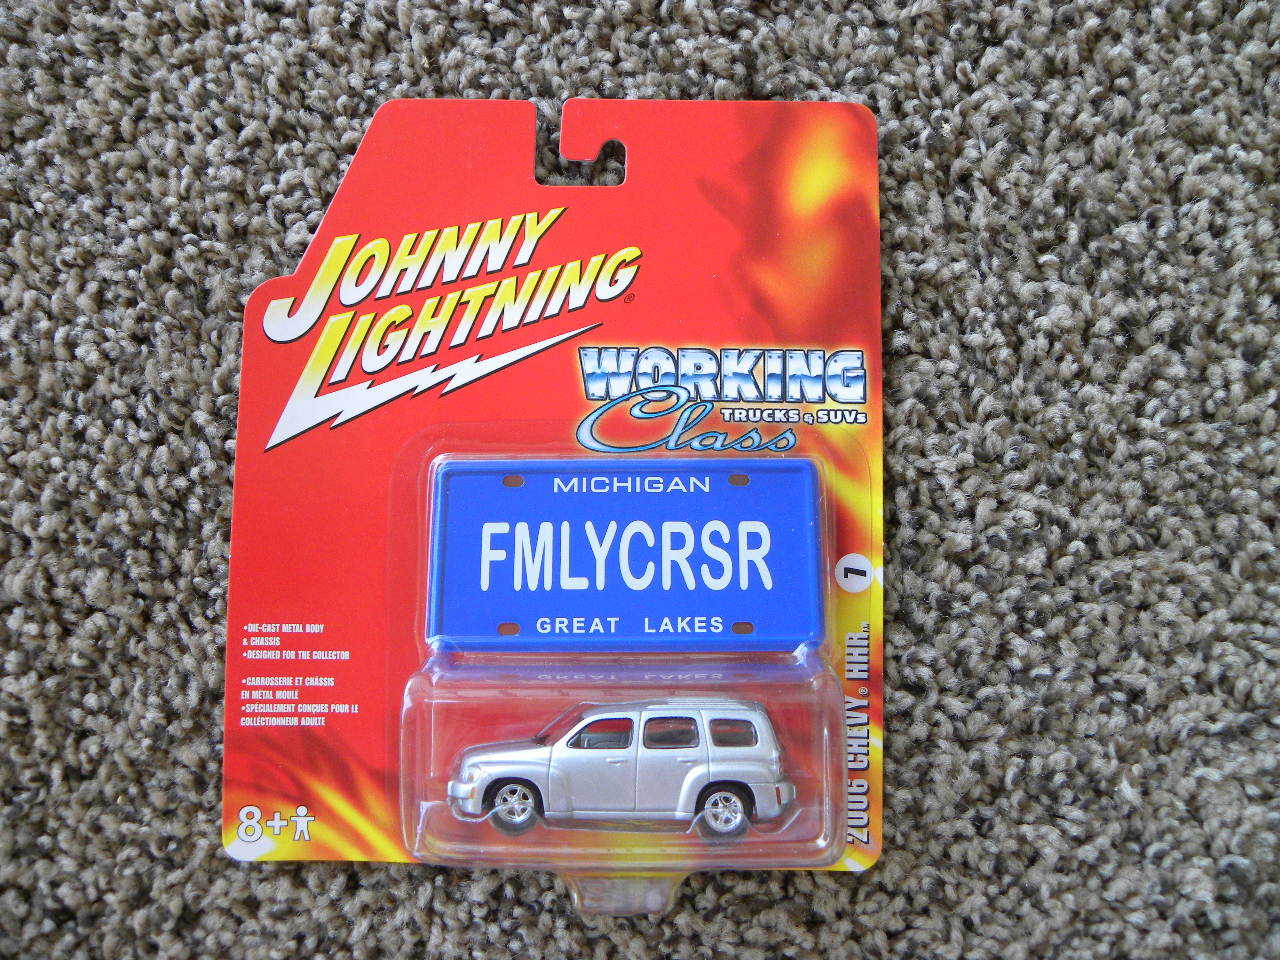 JOHNNY
LIGHTNING®
WORKING
Class
TRUCKS & SUVs
MICHIGAN
FMLYCRSR
GREAT LAKES
7
2006 CHEVY® HHR™
•DIE-CAST METAL BODY
& CHASSIS
•DESIGNED FOR THE COLLECTOR
•CARROSSERIE ET CHÂSSIS
EN MÉTAL MOULÉ
•SPÉCIALEMENT CONÇUES POUR LE
COLLECTIONNEUR ADULTE
8+